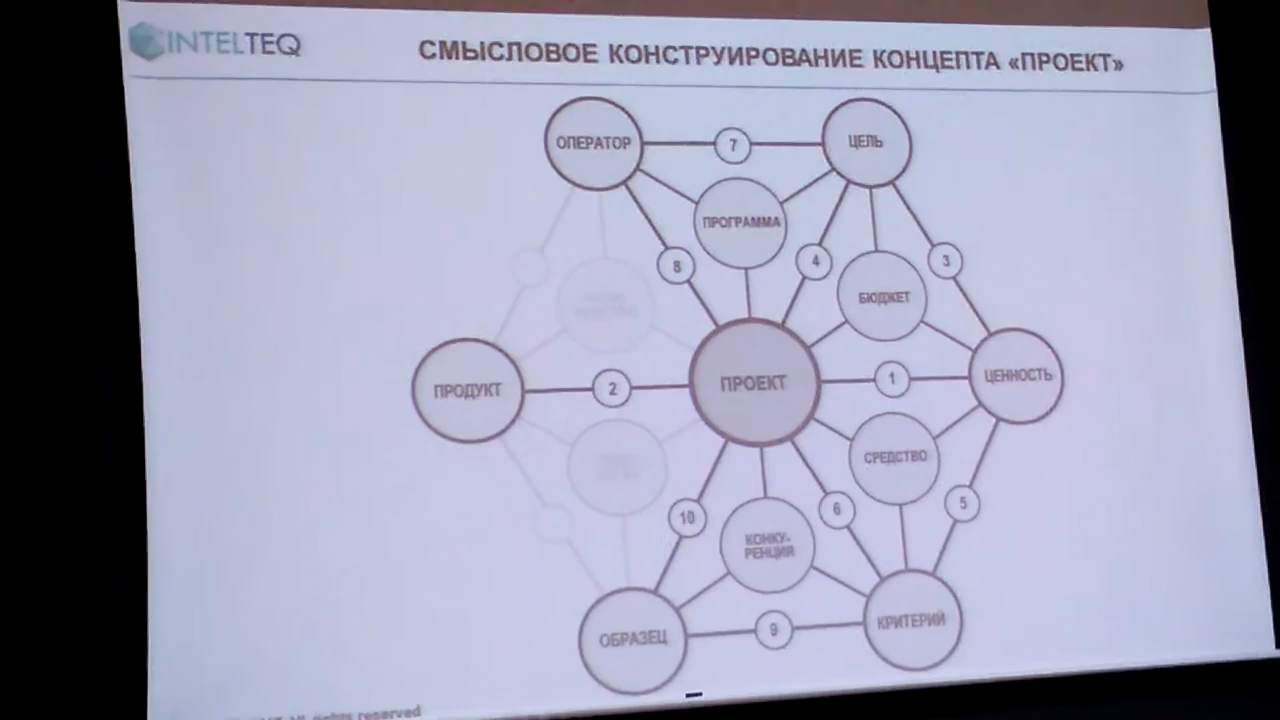 INTELTEQ
СМЫСЛОВОЕ КОНСТРУИРОВАНИЕ КОНЦЕПТА «ПРОЕКТ»
ОПЕРАТОР
7
ЦЕЛЬ
ПРОГРАММА
8
4
3
БЮДЖЕТ
ПРОДУКТ
2
ПРОЕКТ
1
ЦЕННОСТЬ
СРЕДСТВО
10
6
5
КОНКУ-
РЕНЦИЯ
ОБРАЗЕЦ
9
КРИТЕРИЙ
reserved